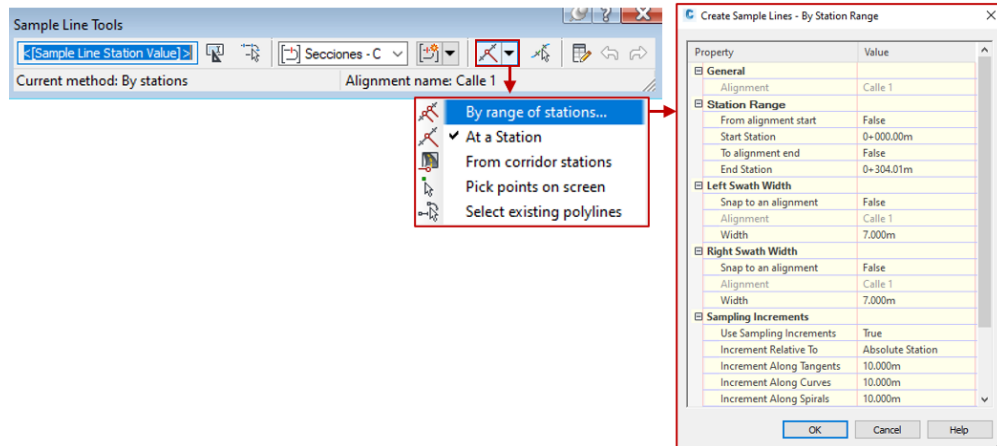 Sample Line Tools
<[Sample Line Station Value]>
Secciones - C
Current method: By stations
Alignment name: Calle 1
By range of stations...
At a Station
From corridor stations
Pick points on screen
Select existing polylines
Create Sample Lines - By Station Range
Property Value
General
Alignment Calle 1
Station Range
From alignment start False
Start Station 0+000.00m
To alignment end False
End Station 0+304.01m
Left Swath Width
Snap to an alignment False
Alignment Calle 1
Width 7.000m
Right Swath Width
Snap to an alignment False
Alignment Calle 1
Width 7.000m
Sampling Increments
Use Sampling Increments True
Increment Relative To Absolute Station
Increment Along Tangents 10.000m
Increment Along Curves 10.000m
Increment Along Spirals 10.000m
OK Cancel Help